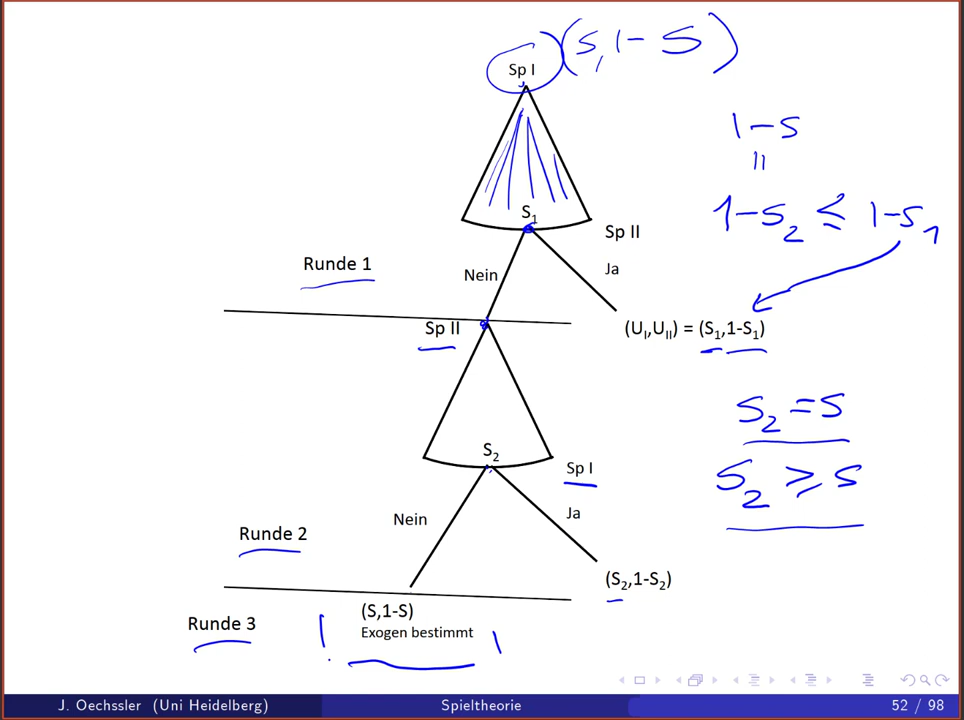 (s, 1-s)
Sp I
1-s
=
1-s₂ ≤ 1-s₁
S₁
Sp II
Nein
Ja
Runde 1
Sp II
(U_I,U_II) = (S₁,1-S₁)
s₂ = s
s₂ ≥ s
S₂
Sp I
Nein
Ja
Runde 2
(S₂,1-S₂)
(S,1-S)
Runde 3
Exogen bestimmt
J. Oechssler (Uni Heidelberg)
Spieltheorie
52 / 98